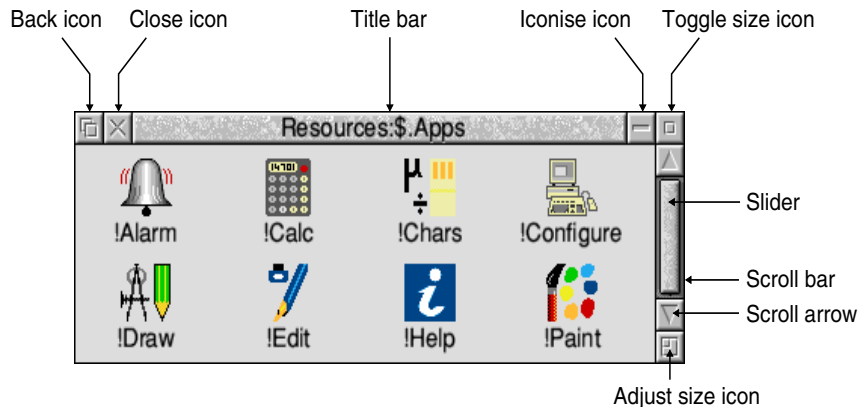 Back icon Close icon Title bar Iconise icon Toggle size icon
Resources:$.Apps
!Alarm !Calc !Chars !Configure
Slider
Scroll bar
Scroll arrow
!Draw !Edit !Help !Paint
Adjust size icon